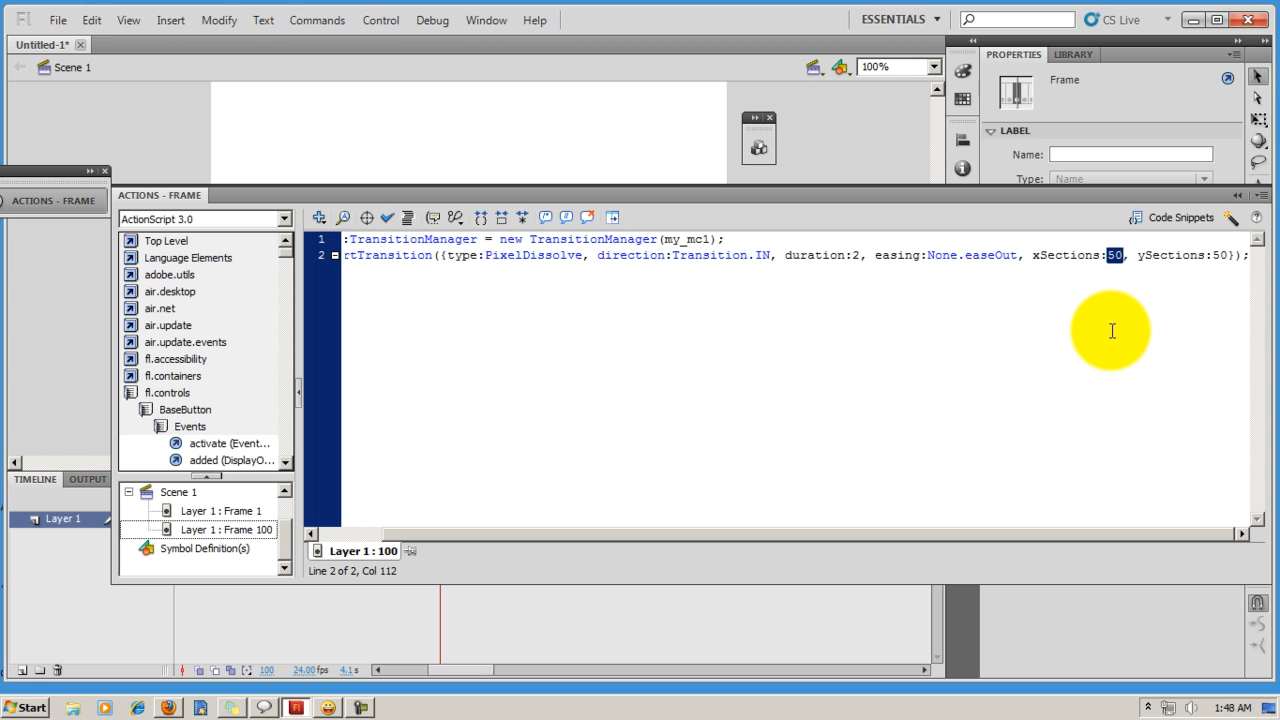 Fl File Edit View Insert Modify Text Commands Control Debug Window Help ESSENTIALS CS Live
Untitled-1*
Scene 1 100%
PROPERTIES LIBRARY
Frame
LABEL
Name:
Type: Name
ACTIONS - FRAME
ACTIONS - FRAME
ActionScript 3.0
Code Snippets
Top Level
Language Elements
adobe.utils
air.desktop
air.net
air.update
air.update.events
fl.accessibility
fl.containers
fl.controls
BaseButton
Events
activate (Event...
added (DisplayO...
1 :TransitionManager = new TransitionManager(my_mc1);
2 rtTransition({type:PixelDissolve, direction:Transition.IN, duration:2, easing:None.easeOut, xSections:50, ySections:50});
Scene 1
Layer 1 : Frame 1
Layer 1 : Frame 100
Symbol Definition(s)
Layer 1 : 100
Line 2 of 2, Col 112
TIMELINE OUTPUT
Layer 1
100 24.00 fps 4.1 s
Start Fl 1:48 AM